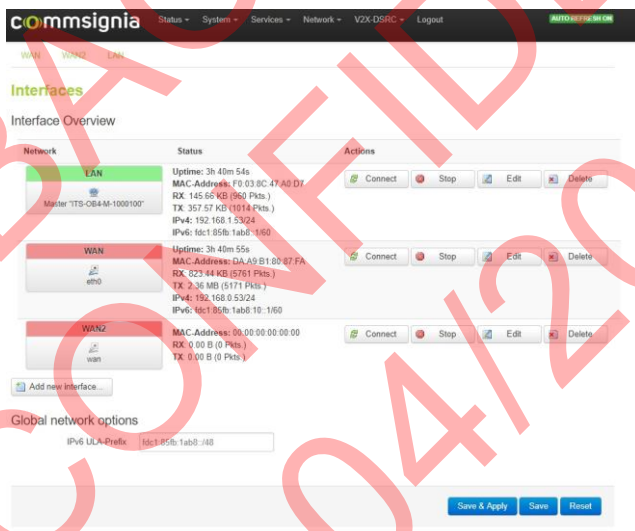 commsignia Status System Services Network V2X-DSRC Logout AUTO REFRESH ON
WAN WAN2 LAN
Interfaces
Interface Overview
Network Status Actions
LAN
Master "ITS-OB4-M-1000100"
Uptime: 3h 40m 54s
MAC-Address: F0:03:8C:47:A0:D7
RX: 145.66 KB (960 Pkts.)
TX: 357.57 KB (1014 Pkts.)
IPv4: 192.168.1.53/24
IPv6: fdc1:85fb:1ab8::1/60
Connect Stop Edit Delete
WAN
eth0
Uptime: 3h 40m 55s
MAC-Address: DA:A9:B1:80:87:FA
RX: 823.44 KB (5761 Pkts.)
TX: 2.36 MB (5171 Pkts.)
IPv4: 192.168.0.53/24
IPv6: fdc1:85fb:1ab8:10::1/60
Connect Stop Edit Delete
WAN2
wan
MAC-Address: 00:00:00:00:00:00
RX: 0.00 B (0 Pkts.)
TX: 0.00 B (0 Pkts.)
Connect Stop Edit Delete
Add new interface...
Global network options
IPv6 ULA-Prefix fdc1:85fb:1ab8::/48
Save & Apply Save Reset